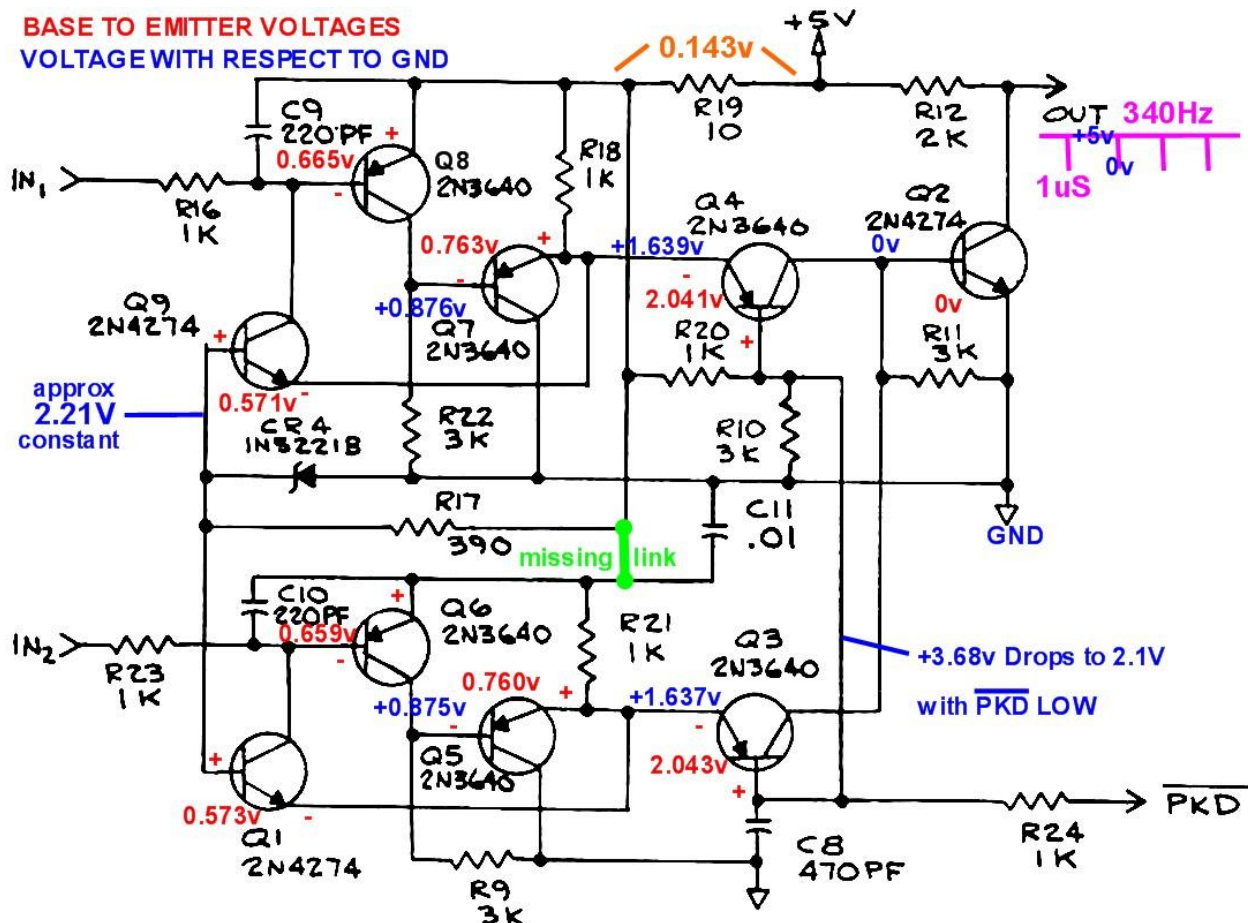 BASE TO EMITTER VOLTAGES
VOLTAGE WITH RESPECT TO GND
0.143v
+5V
C9
220PF
R19
10
R12
2K
OUT
340Hz
+5v
0v
1uS
IN1
R16
1K
0.665v
+
-
Q8
2N3640
R18
1K
Q4
2N3640
Q2
2N4274
0.763v
+
-
+1.639v
0v
-
2.041v
+
0v
+0.876v
Q7
2N3640
Q9
2N4274
+
0.571v
-
R20
1K
R11
3K
approx
2.21V
constant
CR4
1N5221B
R22
3K
R10
3K
R17
390
missing link
C11
.01
GND
C10
220PF
+
0.659v
-
Q6
2N3640
R21
1K
Q3
2N3640
+3.68v Drops to 2.1V
with PKD LOW
IN2
R23
1K
0.760v
+
-
+0.875v
+1.637v
-
2.043v
+
Q5
2N3640
+
0.573v
-
Q1
2N4274
R9
3K
C8
470PF
R24
1K
PKD